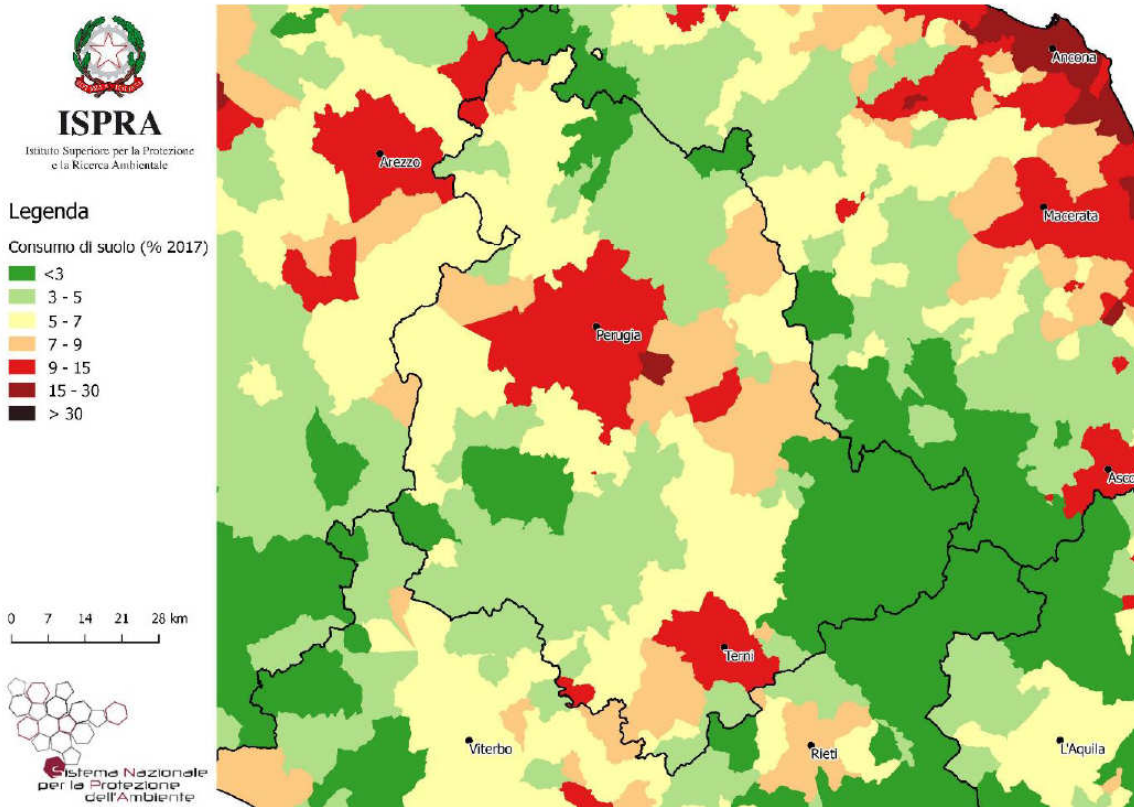 ISPRA
Istituto Superiore per la Protezione
e la Ricerca Ambientale
Legenda
Consumo di suolo (% 2017)
<3
3 - 5
5 - 7
7 - 9
9 - 15
15 - 30
> 30
0 7 14 21 28 km
Sistema Nazionale
per la Protezione
dell'Ambiente
Ancona
Arezzo
Macerata
Perugia
Asco
Terni
Viterbo
Rieti
L'Aquila